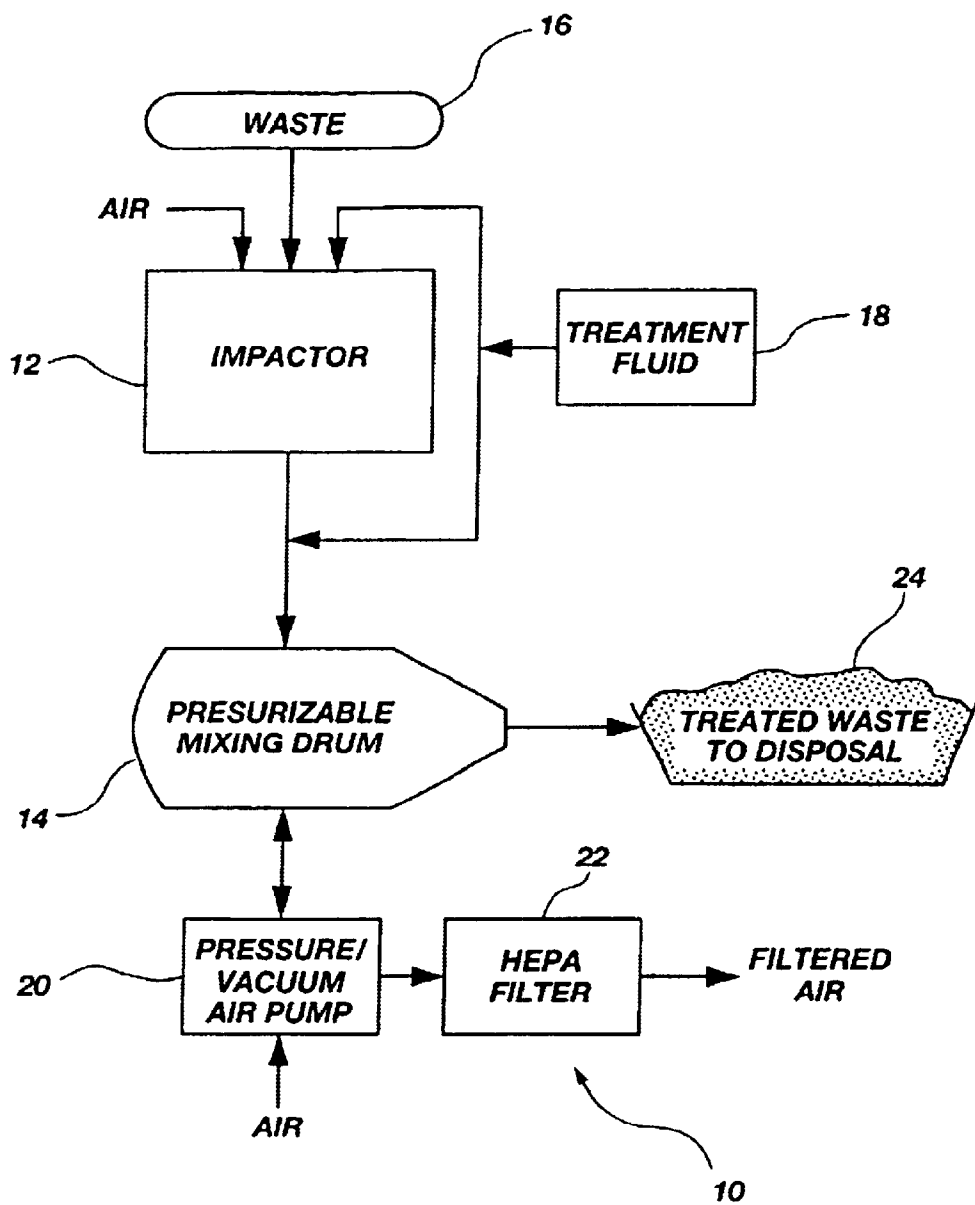 16
WASTE
AIR
12
IMPACTOR
TREATMENT
FLUID
18
24
PRESURIZABLE
MIXING DRUM
TREATED WASTE
TO DISPOSAL
14
22
20
PRESSURE/
VACUUM
AIR PUMP
HEPA
FILTER
FILTERED
AIR
AIR
10